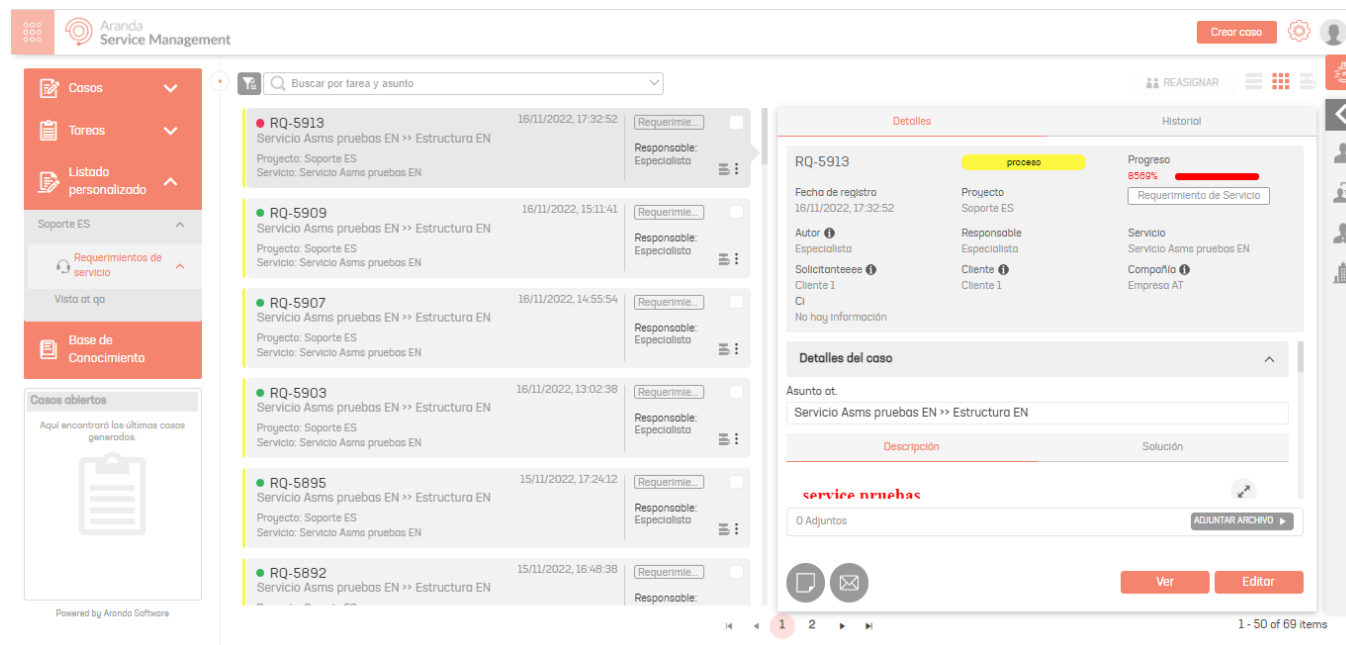 Aranda
Service Management
Crear caso
Casos
Tareas
Listado
personalizado
Soporte ES
Requerimientos de
servicio
Vista at qa
Base de
Conocimiento
Casos abiertos
Aquí encontrará los últimos casos
generados.
Powered by Aranda Software
Buscar por tarea y asunto
REASIGNAR
RQ-5913
16/11/2022, 17:32:52
Requerimie...
Servicio Asms pruebas EN >> Estructura EN
Responsable:
Especialista
Proyecto: Soporte ES
Servicio: Servicio Asms pruebas EN
RQ-5909
16/11/2022, 15:11:41
Requerimie...
Servicio Asms pruebas EN >> Estructura EN
Responsable:
Especialista
Proyecto: Soporte ES
Servicio: Servicio Asms pruebas EN
RQ-5907
16/11/2022, 14:55:54
Requerimie...
Servicio Asms pruebas EN >> Estructura EN
Responsable:
Especialista
Proyecto: Soporte ES
Servicio: Servicio Asms pruebas EN
RQ-5903
16/11/2022, 13:02:38
Requerimie...
Servicio Asms pruebas EN >> Estructura EN
Responsable:
Especialista
Proyecto: Soporte ES
Servicio: Servicio Asms pruebas EN
RQ-5895
15/11/2022, 17:24:12
Requerimie...
Servicio Asms pruebas EN >> Estructura EN
Responsable:
Especialista
Proyecto: Soporte ES
Servicio: Servicio Asms pruebas EN
RQ-5892
15/11/2022, 16:48:38
Requerimie...
Servicio Asms pruebas EN >> Estructura EN
Responsable:
Detalles
Historial
RQ-5913
proceso
Progreso
8569%
Requerimiento de Servicio
Fecha de registro
16/11/2022, 17:32:52
Proyecto
Soporte ES
Autor
Especialista
Responsable
Especialista
Servicio
Servicio Asms pruebas EN
Solicitanteeee
Cliente 1
Cliente
Cliente 1
Compañía
Empresa AT
CI
No hay información
Detalles del caso
Asunto at.
Servicio Asms pruebas EN >> Estructura EN
Descripción
Solución
service pruebas
0 Adjuntos
ADJUNTAR ARCHIVO
Ver
Editar
1
2
1 - 50 of 69 items